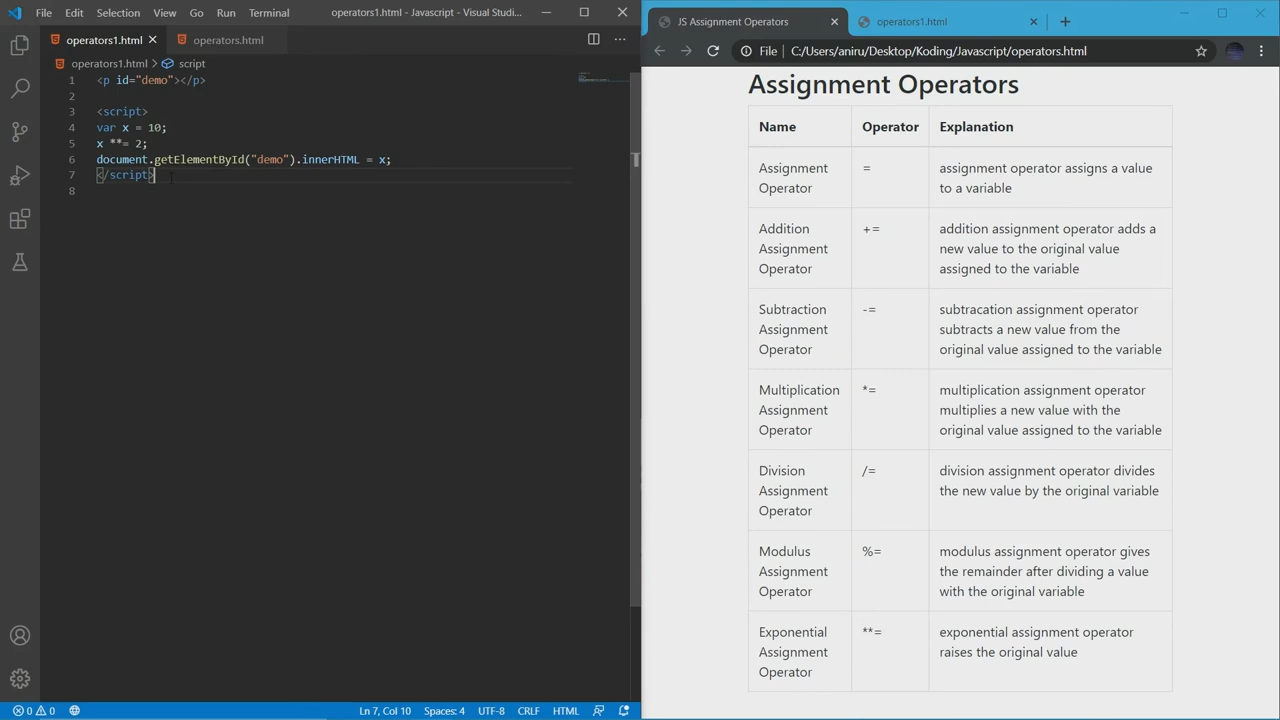 File Edit Selection View Go Run Terminal operators1.html - Javascript - Visual Studi...
operators1.html operators.html
operators1.html > script
1 <p id="demo"></p>
2
3 <script>
4 var x = 10;
5 x **= 2;
6 document.getElementById("demo").innerHTML = x;
7 </script>
8
Ln 7, Col 10 Spaces: 4 UTF-8 CRLF HTML
0 0
JS Assignment Operators operators1.html
File C:/Users/aniru/Desktop/Koding/Javascript/operators.html
Assignment Operators
Name Operator Explanation
Assignment
Operator
=
assignment operator assigns a value
to a variable
Addition
Assignment
Operator
+=
addition assignment operator adds a
new value to the original value
assigned to the variable
Subtraction
Assignment
Operator
-=
subtracation assignment operator
subtracts a new value from the
original value assigned to the variable
Multiplication
Assignment
Operator
*=
multiplication assignment operator
multiplies a new value with the
original value assigned to the variable
Division
Assignment
Operator
/=
division assignment operator divides
the new value by the original variable
Modulus
Assignment
Operator
%=
modulus assignment operator gives
the remainder after dividing a value
with the original variable
Exponential
Assignment
Operator
**=
exponential assignment operator
raises the original value